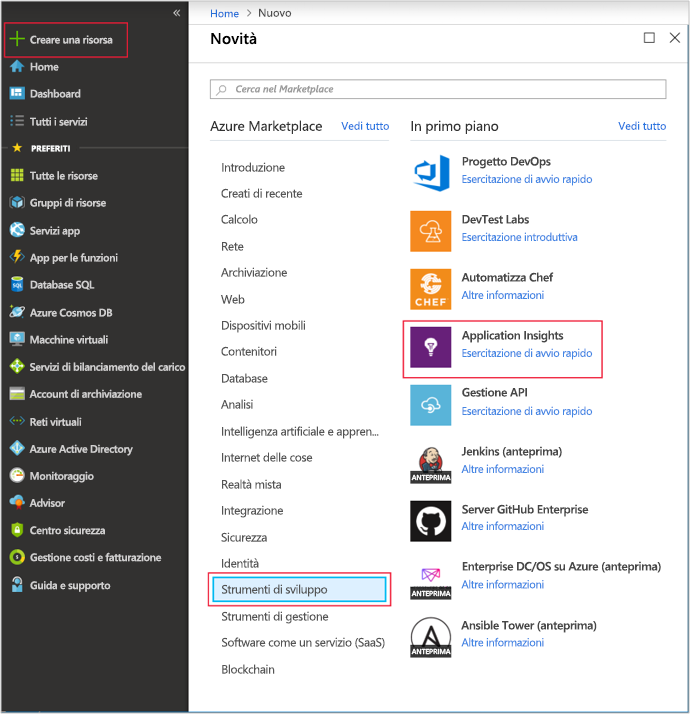 Creare una risorsa
Home
Dashboard
Tutti i servizi
PREFERITI
Tutte le risorse
Gruppi di risorse
Servizi app
App per le funzioni
Database SQL
Azure Cosmos DB
Macchine virtuali
Servizi di bilanciamento del carico
Account di archiviazione
Reti virtuali
Azure Active Directory
Monitoraggio
Advisor
Centro sicurezza
Gestione costi e fatturazione
Guida e supporto
Home > Nuovo
Novità
Cerca nel Marketplace
Azure Marketplace Vedi tutto
Introduzione
Creati di recente
Calcolo
Rete
Archiviazione
Web
Dispositivi mobili
Contenitori
Database
Analisi
Intelligenza artificiale e appren...
Internet delle cose
Realtà mista
Integrazione
Sicurezza
Identità
Strumenti di sviluppo
Strumenti di gestione
Software come un servizio (SaaS)
Blockchain
In primo piano Vedi tutto
Progetto DevOps
Esercitazione di avvio rapido
DevTest Labs
Esercitazione introduttiva
CHEF
Automatizza Chef
Altre informazioni
Application Insights
Esercitazione di avvio rapido
Gestione API
Esercitazione di avvio rapido
ANTEPRIMA
Jenkins (anteprima)
Altre informazioni
Server GitHub Enterprise
Altre informazioni
ANTEPRIMA
Enterprise DC/OS su Azure (anteprima)
Altre informazioni
ANTEPRIMA
Ansible Tower (anteprima)
Altre informazioni